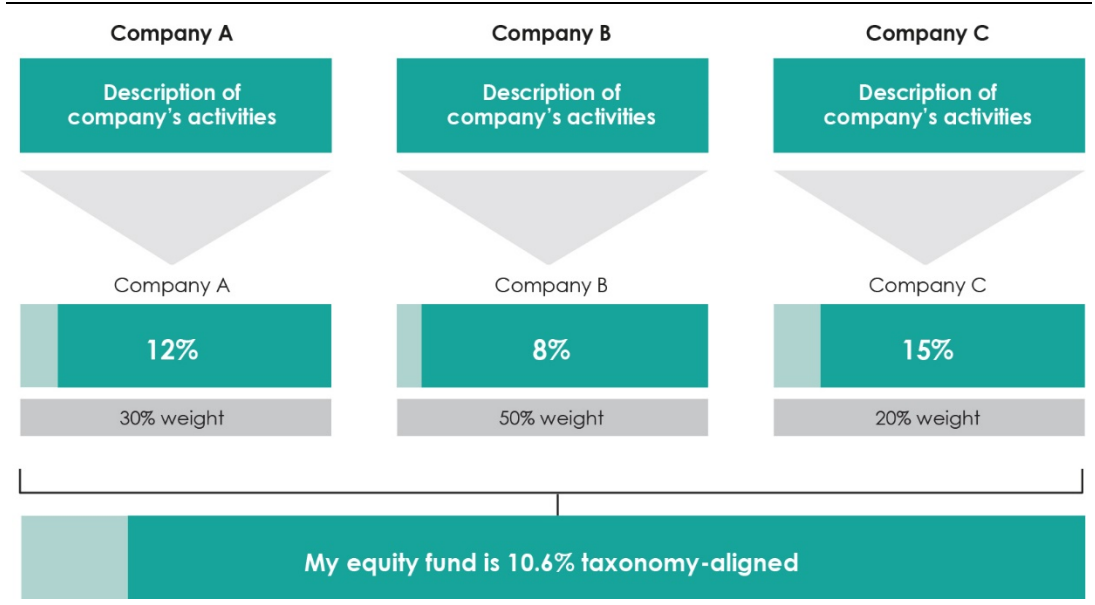 Company A
Company B
Company C
Description of
company's activities
Description of
company's activities
Description of
company's activities
Company A
Company B
Company C
12%
8%
15%
30% weight
50% weight
20% weight
My equity fund is 10.6% taxonomy-aligned